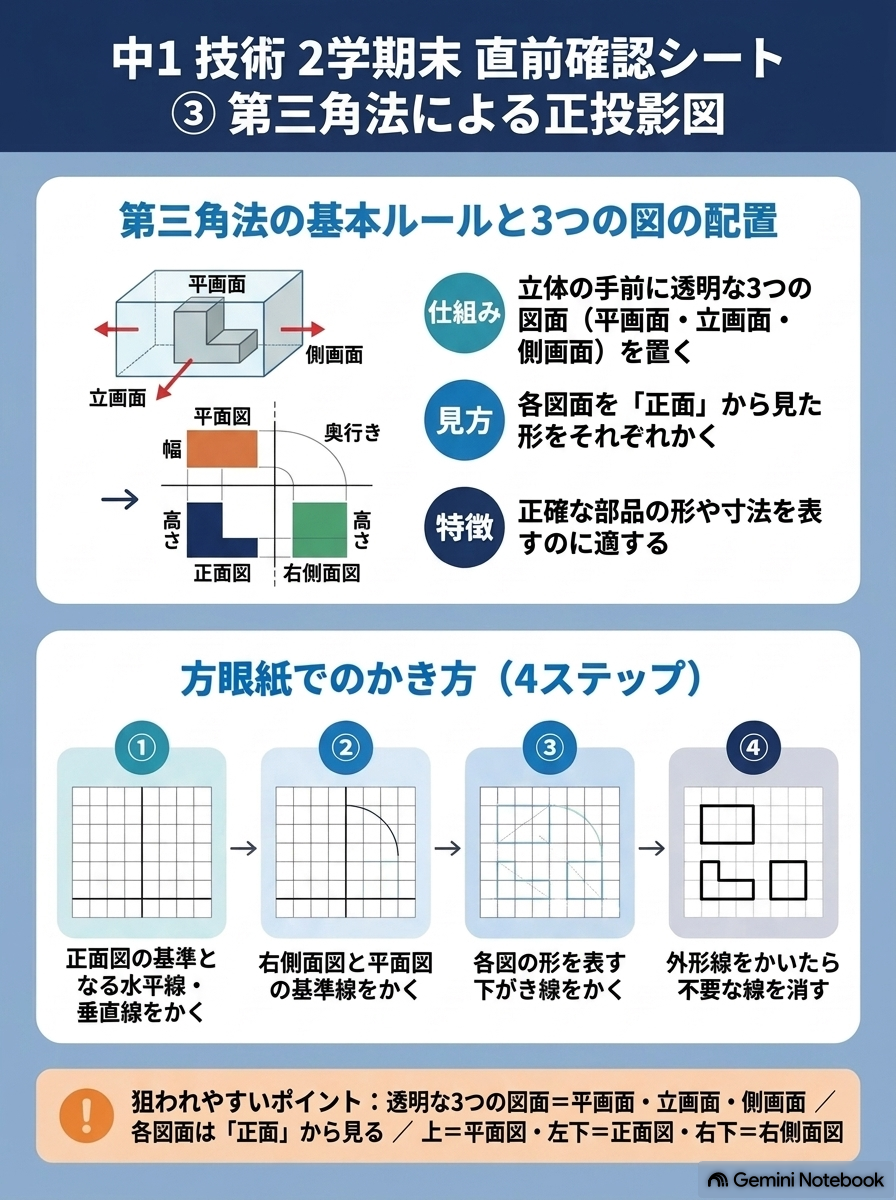 中1 技術 2学期末 直前確認シート
③ 第三角法による正投影図
第三角法の基本ルールと3つの図の配置
平画面
側画面
立画面
平面図
奥行き
幅
高さ
高さ
正面図
右側面図
仕組み
立体の手前に透明な3つの
図面（平画面・立画面・
側画面）を置く
見方
各図面を「正面」から見た
形をそれぞれかく
特徴
正確な部品の形や寸法を表
すのに適する
方眼紙でのかき方（4ステップ）
①
正面図の基準と
なる水平線・
垂直線をかく
②
右側面図と平面図
の基準線をかく
③
各図の形を表す
下がき線をかく
④
外形線をかいたら
不要な線を消す
!
狙われやすいポイント：透明な3つの図面＝平画面・立画面・側画面 ／
各図面は「正面」から見る ／ 上＝平面図・左下＝正面図・右下＝右側面図
Gemini Notebook